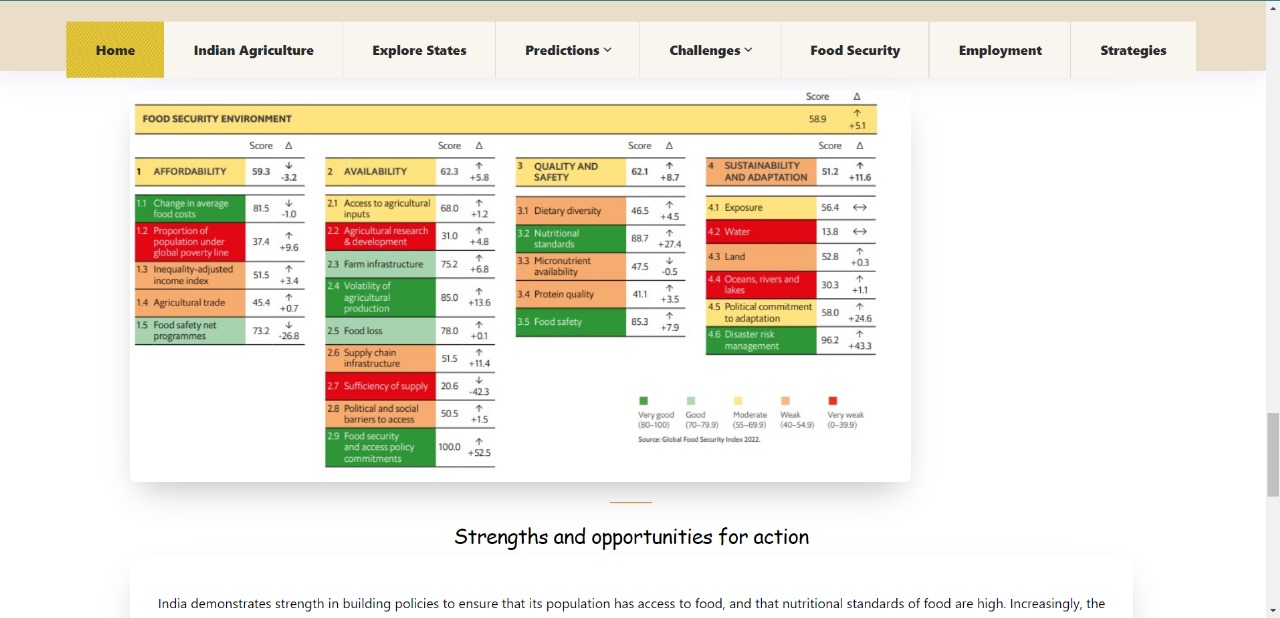 Home
Indian Agriculture
Explore States
Predictions
Challenges
Food Security
Employment
Strategies
Score Δ
FOOD SECURITY ENVIRONMENT 58.9 ↑ +5.1
Score Δ
1 AFFORDABILITY 59.3 ↓ -3.2
1.1 Change in average
food costs 81.5 ↓ -1.0
1.2 Proportion of
population under
global poverty line 37.4 ↑ +9.6
1.3 Inequality-adjusted
income index 51.5 ↑ +3.4
1.4 Agricultural trade 45.4 ↑ +0.7
1.5 Food safety net
programmes 73.2 ↓ -26.8
Score Δ
2 AVAILABILITY 62.3 ↑ +5.8
2.1 Access to agricultural
inputs 68.0 ↑ +1.2
2.2 Agricultural research
& development 31.0 ↑ +4.8
2.3 Farm infrastructure 75.2 ↑ +6.8
2.4 Volatility of
agricultural
production 85.0 ↑ +13.6
2.5 Food loss 78.0 ↑ +0.1
2.6 Supply chain
infrastructure 51.5 ↑ +11.4
2.7 Sufficiency of supply 20.6 ↓ -42.3
2.8 Political and social
barriers to access 50.5 ↑ +1.5
2.9 Food security
and access policy
commitments 100.0 ↑ +52.5
Score Δ
3 QUALITY AND
SAFETY 62.1 ↑ +8.7
3.1 Dietary diversity 46.5 ↑ +4.5
3.2 Nutritional
standards 88.7 ↑ +27.4
3.3 Micronutrient
availability 47.5 ↓ -0.5
3.4 Protein quality 41.1 ↑ +3.5
3.5 Food safety 85.3 ↑ +7.9
Score Δ
4 SUSTAINABILITY
AND ADAPTATION 51.2 ↑ +11.6
4.1 Exposure 56.4 ↔
4.2 Water 13.8 ↔
4.3 Land 52.8 ↑ +0.3
4.4 Oceans, rivers and
lakes 30.3 ↑ +1.1
4.5 Political commitment
to adaptation 58.0 ↑ +24.6
4.6 Disaster risk
management 96.2 ↑ +43.3
Very good Good Moderate Weak Very weak
(80–100) (70–79.9) (55–69.9) (40–54.9) (0–39.9)
Source: Global Food Security Index 2022.
Strengths and opportunities for action
India demonstrates strength in building policies to ensure that its population has access to food, and that nutritional standards of food are high. Increasingly, the